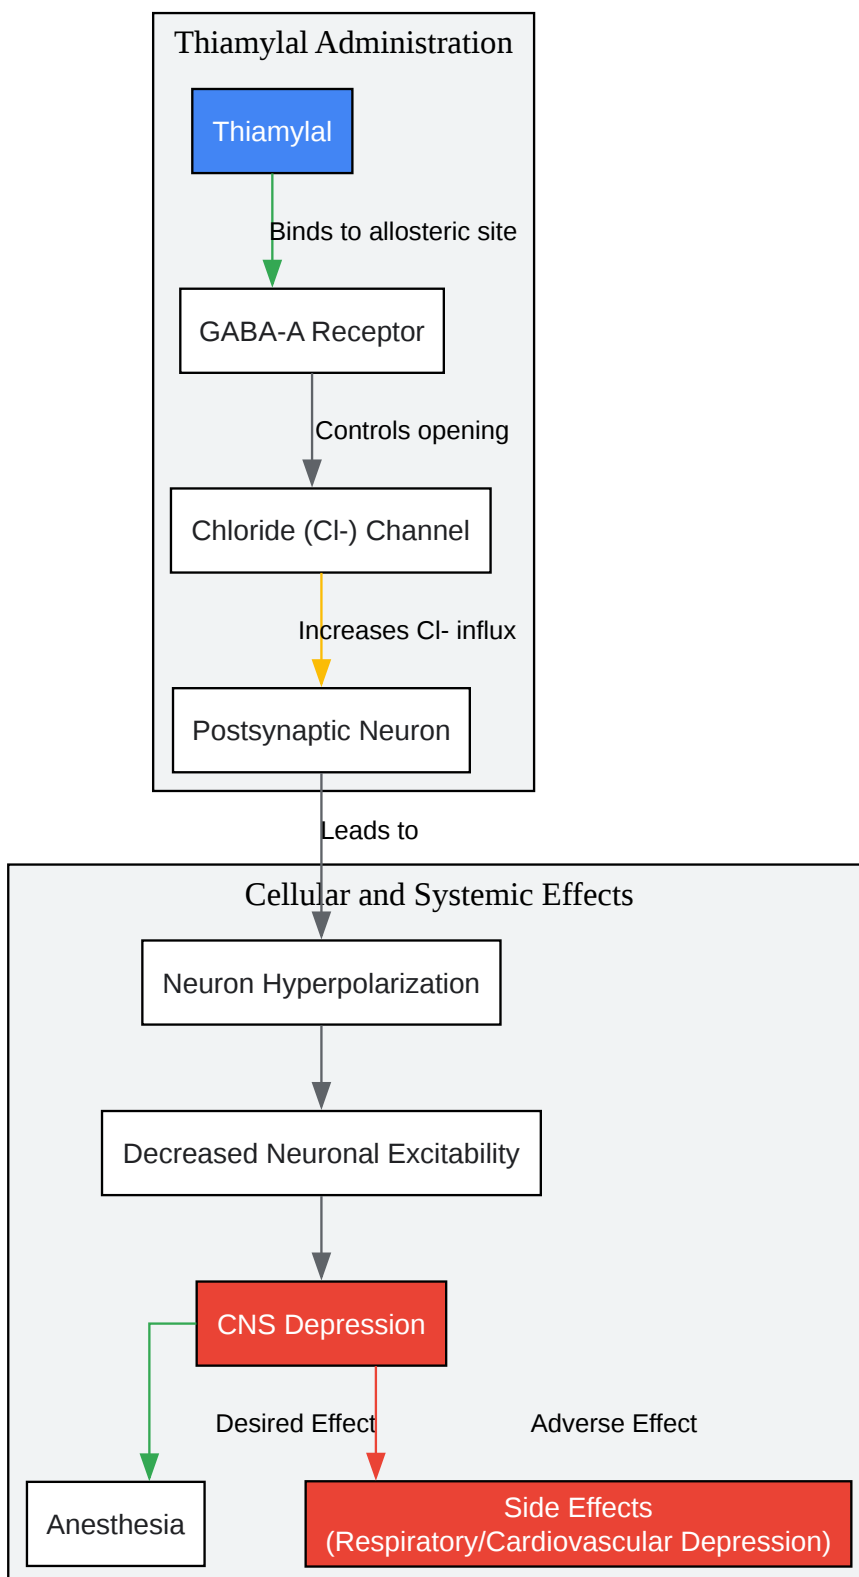 Thiamylal Administration
Thiamylal
Binds to allosteric site
GABA-A Receptor
Controls opening
Chloride (Cl-) Channel
Increases Cl- influx
Postsynaptic Neuron
Leads to
Cellular and Systemic Effects
Neuron Hyperpolarization
Decreased Neuronal Excitability
CNS Depression
Desired Effect
Adverse Effect
Anesthesia
Side Effects
(Respiratory/Cardiovascular Depression)